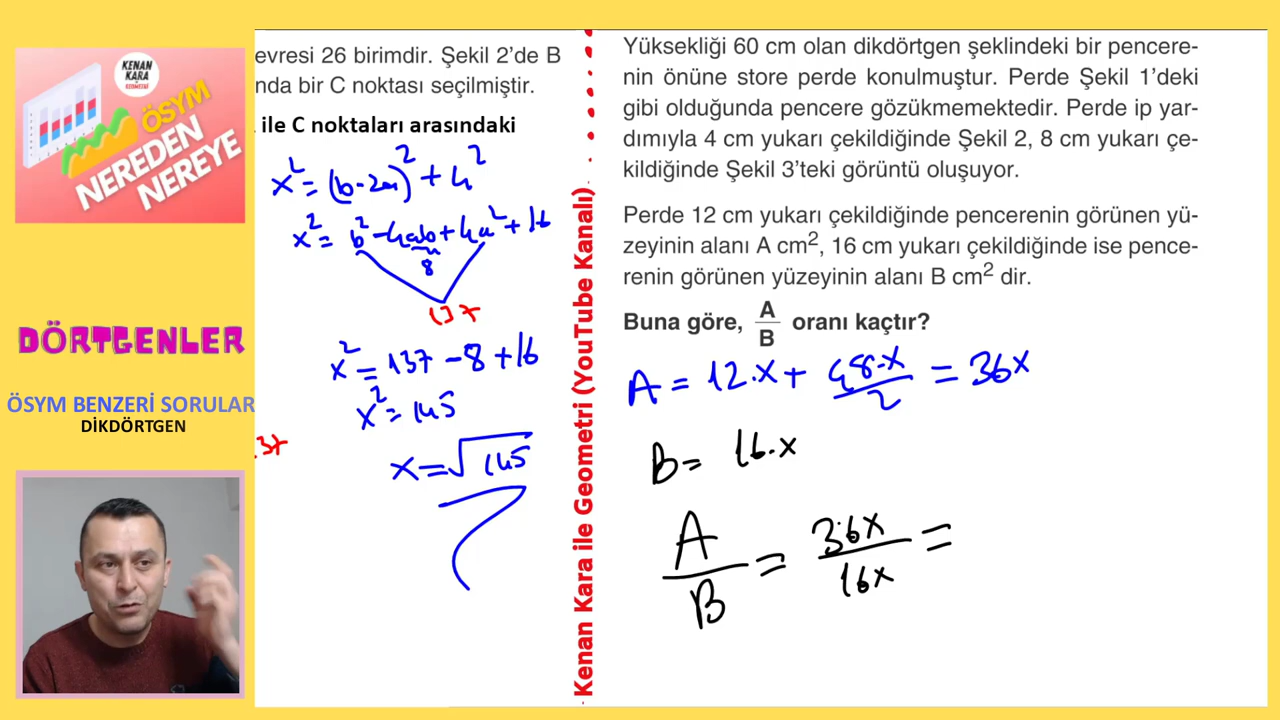 KENAN
KARA
ile GEOMETRİ
ÖSYM
NEREDEN
NEREYE
DÖRTGENLER
ÖSYM BENZERİ SORULAR
DİKDÖRTGEN
evresi 26 birimdir. Şekil 2'de B
nda bir C noktası seçilmiştir.
ile C noktaları arasındaki
x² = (b-2a)² + 4²
x² = b² - 4ab + 4a² + 16
8
137
x² = 137 - 8 + 16
x² = 145
37
x = √145
Kenan Kara ile Geometri (YouTube Kanalı)
Yüksekliği 60 cm olan dikdörtgen şeklindeki bir pencere-
nin önüne store perde konulmuştur. Perde Şekil 1'deki
gibi olduğunda pencere gözükmemektedir. Perde ip yar-
dımıyla 4 cm yukarı çekildiğinde Şekil 2, 8 cm yukarı çe-
kildiğinde Şekil 3'teki görüntü oluşuyor.
Perde 12 cm yukarı çekildiğinde pencerenin görünen yü-
zeyinin alanı A cm², 16 cm yukarı çekildiğinde ise pence-
renin görünen yüzeyinin alanı B cm² dir.
Buna göre, A/B oranı kaçtır?
A = 12.x + 48.x/2 = 36x
B = 16.x
A/B = 36x/16x =